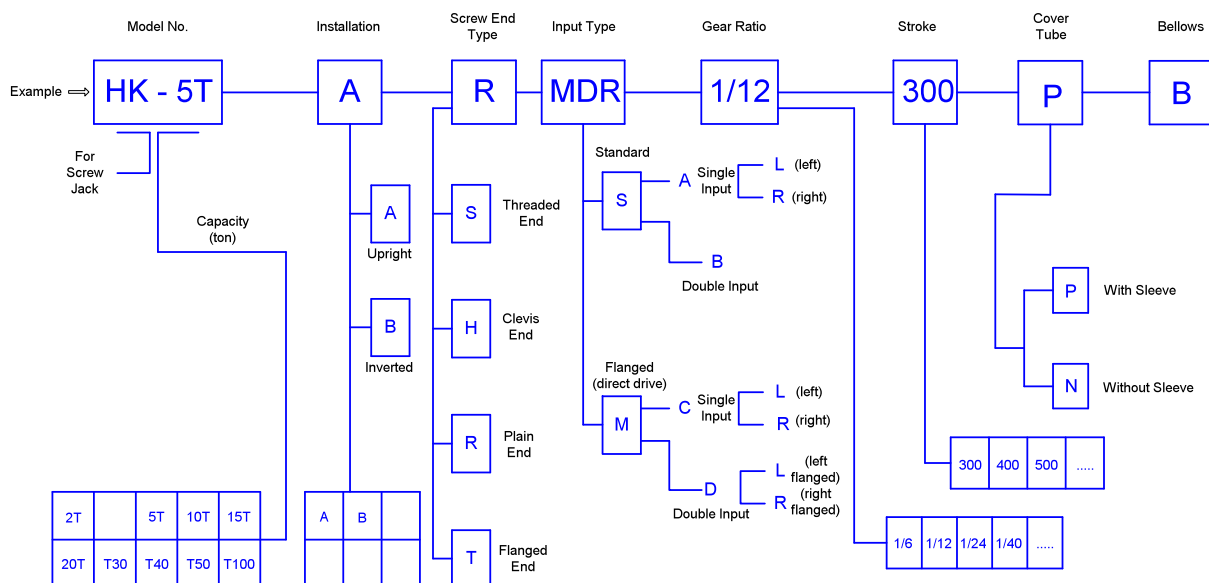 Model No.
Installation
Screw End
Type
Input Type
Gear Ratio
Stroke
Cover
Tube
Bellows
Example
HK - 5T
A
R
MDR
1/12
300
P
B
For
Screw
Jack
Capacity
(ton)
A
Upright
B
Inverted
S
Threaded
End
H
Clevis
End
R
Plain
End
T
Flanged
End
Standard
S
A
Single
Input
L (left)
R (right)
B
Double Input
Flanged
(direct drive)
M
C
Single
Input
L (left)
R (right)
D
Double Input
L (left
flanged)
R (right
flanged)
P
With Sleeve
N
Without Sleeve
300 400 500 .....
1/6 1/12 1/24 1/40 .....
2T 5T 10T 15T
20T T30 T40 T50 T100
A B